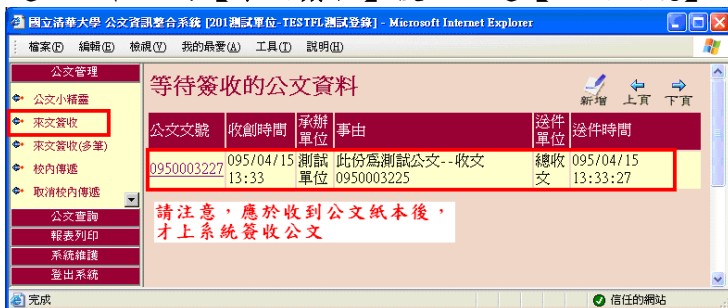 國立清華大學 公文資訊整合系統 [201測試單位-TESTFL測試登錄] - Microsoft Internet Explorer
檔案(F) 編輯(E) 檢視(V) 我的最愛(A) 工具(T) 說明(H)
公文管理
公文小精靈
來文簽收
來文簽收(多筆)
校內傳遞
取消校內傳遞
公文查詢
報表列印
系統維護
登出系統
等待簽收的公文資料
新增 上頁 下頁
公文文號 收創時間 承辦單位 事由 送件單位 送件時間
0950003227 095/04/15 測試 此份為測試公文--收文 總收 095/04/15
13:33 單位 0950003225 文 13:33:27
請注意,應於收到公文紙本後,
才上系統簽收公文
完成 信任的網站